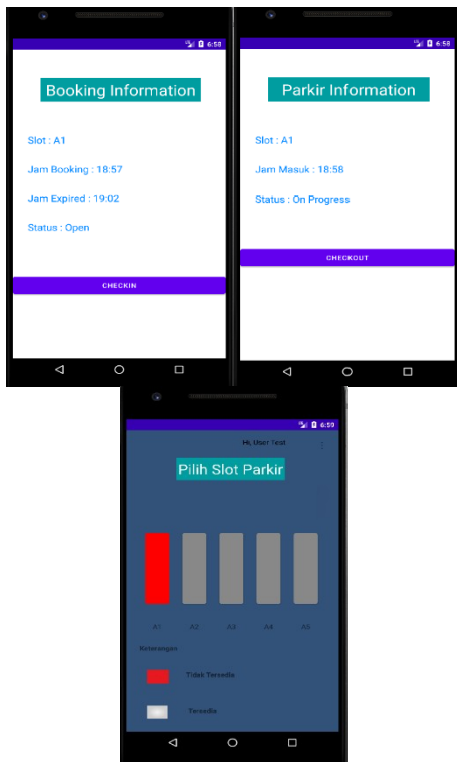 6:58
Booking Information
Slot : A1
Jam Booking : 18:57
Jam Expired : 19:02
Status : Open
CHECKIN
6:58
Parkir Information
Slot : A1
Jam Masuk : 18:58
Status : On Progress
CHECKOUT
6:59
Hi, User Test
Pilih Slot Parkir
A1 A2 A3 A4 A5
Keterangan
Tidak Tersedia
Tersedia